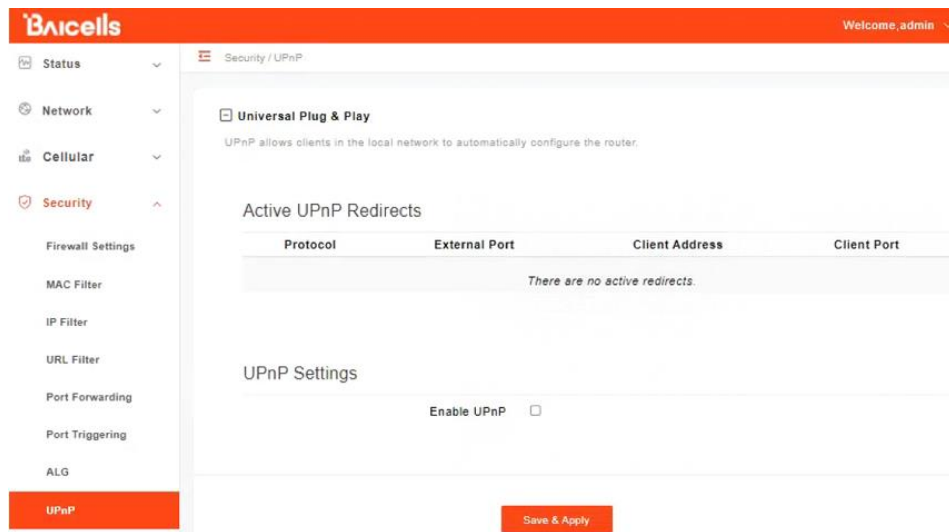 BAICELLS
Welcome,admin
Status
Security / UPnP
Network
Universal Plug & Play
UPnP allows clients in the local network to automatically configure the router.
Cellular
Security
Active UPnP Redirects
Protocol External Port Client Address Client Port
Firewall Settings
There are no active redirects.
MAC Filter
IP Filter
URL Filter
UPnP Settings
Port Forwarding
Enable UPnP
Port Triggering
ALG
UPnP
Save & Apply